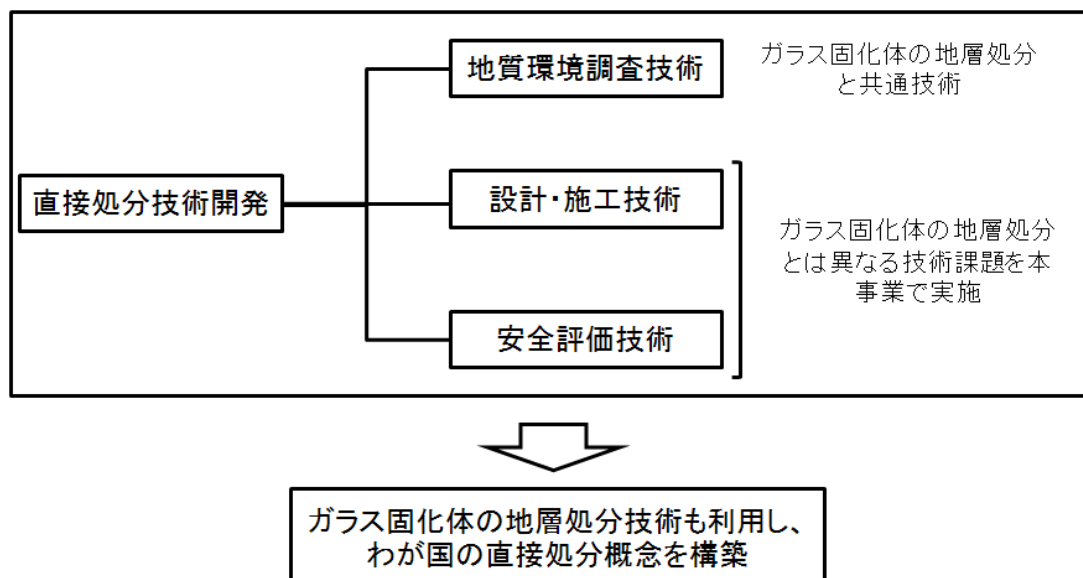 地質環境調査技術
ガラス固化体の地層処分
と共通技術
直接処分技術開発
設計・施工技術
ガラス固化体の地層処分
とは異なる技術課題を本
事業で実施
安全評価技術
ガラス固化体の地層処分技術も利用し、
わが国の直接処分概念を構築